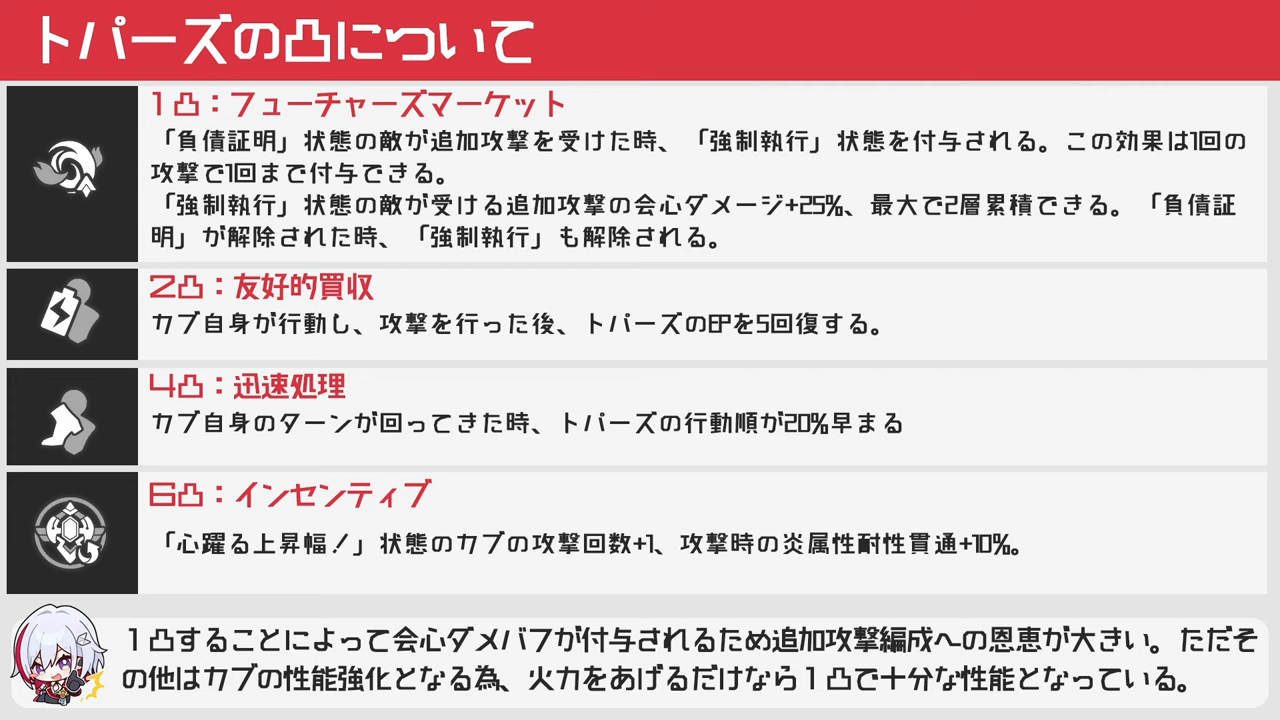 トパーズの凸について
1凸：フューチャーズマーケット
「負債証明」状態の敵が追加攻撃を受けた時、「強制執行」状態を付与される。この効果は1回の
攻撃で1回まで付与できる。
「強制執行」状態の敵が受ける追加攻撃の会心ダメージ+25%、最大で2層累積できる。「負債証
明」が解除された時、「強制執行」も解除される。
2凸：友好的買収
カブ自身が行動し、攻撃を行った後、トパーズのEPを5回復する。
4凸：迅速処理
カブ自身のターンが回ってきた時、トパーズの行動順が20%早まる
6凸：インセンティブ
「心躍る上昇幅！」状態のカブの攻撃回数+1、攻撃時の炎属性耐性貫通+10%。
１凸することによって会心ダメバフが付与されるため追加攻撃編成への恩恵が大きい。ただそ
の他はカブの性能強化となる為、火力をあげるだけなら１凸で十分な性能となっている。